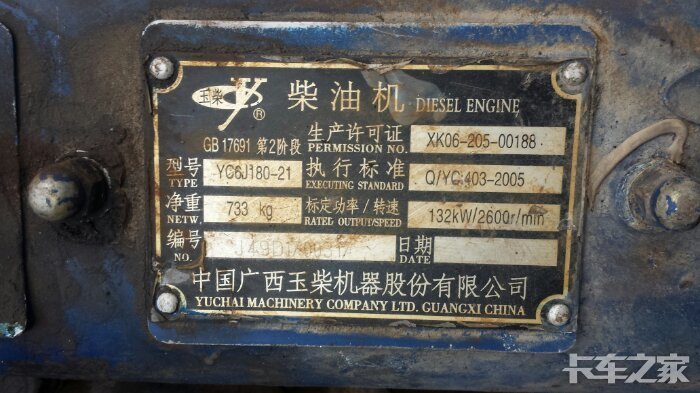 玉柴 ® 柴油机 DIESEL ENGINE
GB 17691 第2阶段 生产许可证 PERMISSION NO. XK06-205-00188
型号 TYPE YC6J180-21 执行标准 EXECUTING STANDARD Q/YC 403-2005
净重 NETW. 733 kg 标定功率/转速 RATEL OUTPUT/SPEED 132kW/2600r/min
编号 NO. 日期 DATE
中国广西玉柴机器股份有限公司
YUCHAI MACHINERY COMPANY LTD. GUANGXI CHINA
卡车之家